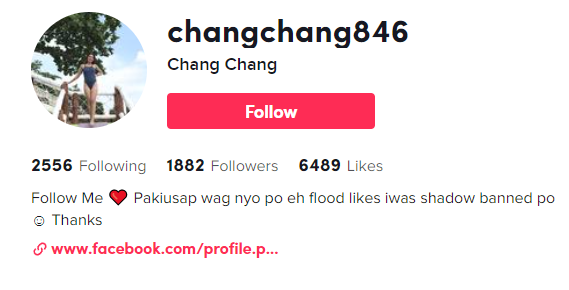 changchang846
Chang Chang
Follow
2556 Following 1882 Followers 6489 Likes
Follow Me ❤️ Pakiusap wag nyo po eh flood likes iwas shadow banned po
☺ Thanks
www.facebook.com/profile.p...